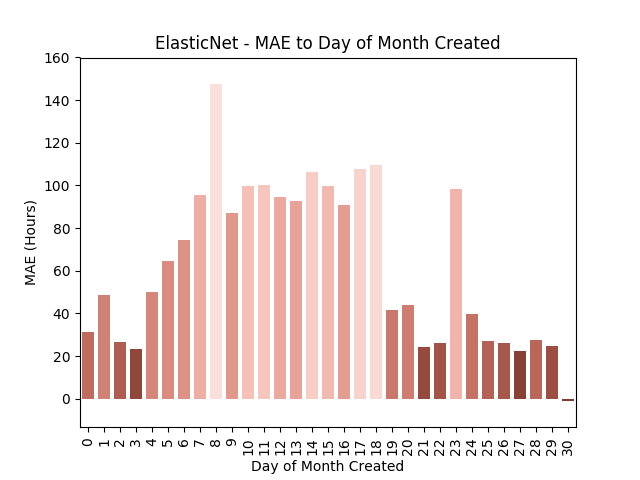 ElasticNet - MAE to Day of Month Created
160
140
120
100
80
60
40
20
0
MAE (Hours)
0 1 2 3 4 5 6 7 8 9 10 11 12 13 14 15 16 17 18 19 20 21 22 23 24 25 26 27 28 29 30
Day of Month Created